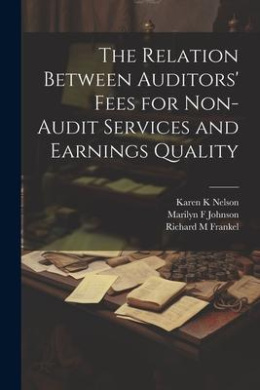 The Relation
Between Auditors'
Fees for Non-
Audit Services and
Earnings Quality
Karen K Nelson
Marilyn F Johnson
Richard M Frankel